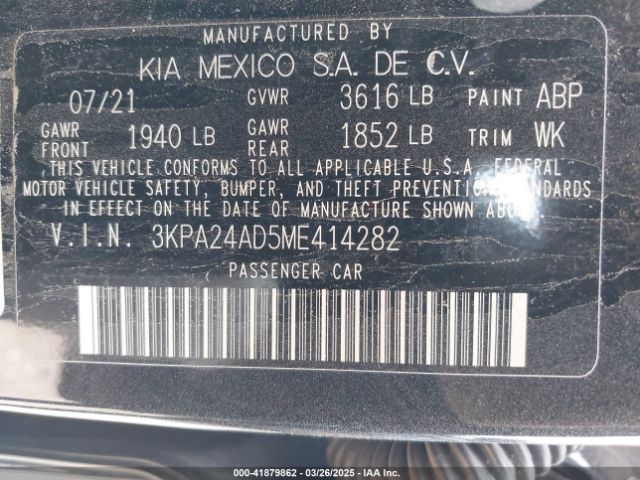 MANUFACTURED BY
KIA MEXICO S.A. DE C.V.
07/21 GVWR 3616 LB PAINT ABP
GAWR FRONT 1940 LB GAWR REAR 1852 LB TRIM WK
THIS VEHICLE CONFORMS TO ALL APPLICABLE U.S.A. FEDERAL
MOTOR VEHICLE SAFETY, BUMPER, AND THEFT PREVENTION STANDARDS
IN EFFECT ON THE DATE OF MANUFACTURE SHOWN ABOVE.
V.I.N. 3KPA24AD5ME414282
PASSENGER CAR
000-41879862 - 03/26/2025 - IAA Inc.